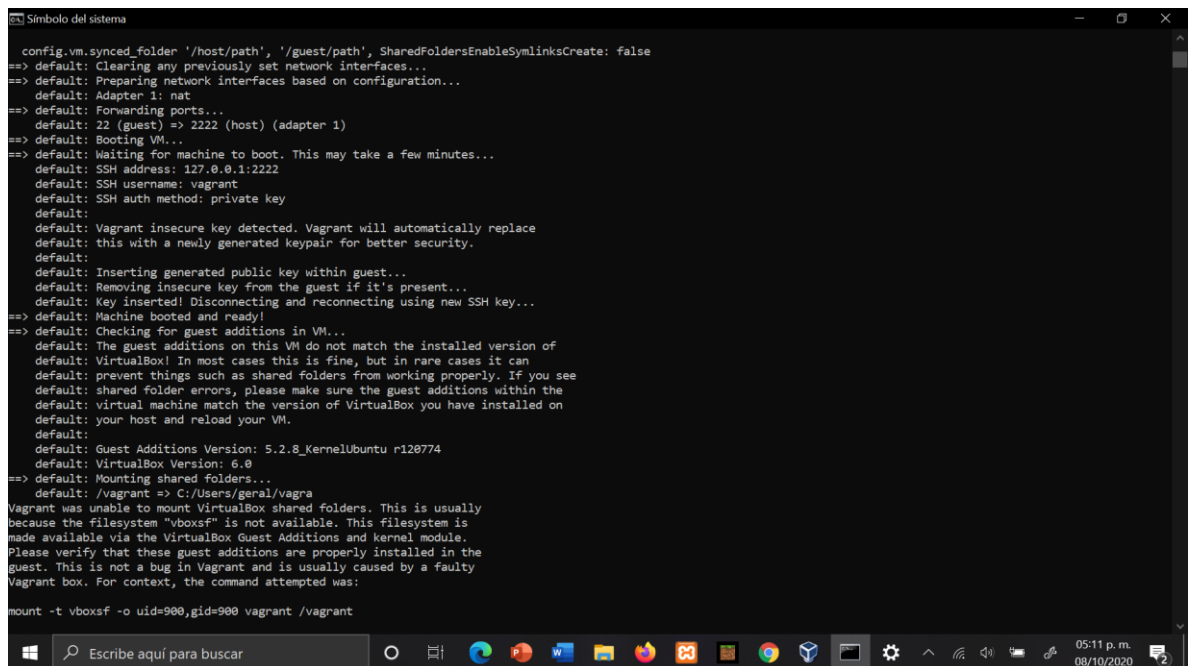 Símbolo del sistema
config.vm.synced_folder '/host/path', '/guest/path', SharedFoldersEnableSymlinksCreate: false
==> default: Clearing any previously set network interfaces...
==> default: Preparing network interfaces based on configuration...
default: Adapter 1: nat
==> default: Forwarding ports...
default: 22 (guest) => 2222 (host) (adapter 1)
==> default: Booting VM...
==> default: Waiting for machine to boot. This may take a few minutes...
default: SSH address: 127.0.0.1:2222
default: SSH username: vagrant
default: SSH auth method: private key
default:
default: Vagrant insecure key detected. Vagrant will automatically replace
default: this with a newly generated keypair for better security.
default:
default: Inserting generated public key within guest...
default: Removing insecure key from the guest if it's present...
default: Key inserted! Disconnecting and reconnecting using new SSH key...
==> default: Machine booted and ready!
==> default: Checking for guest additions in VM...
default: The guest additions on this VM do not match the installed version of
default: VirtualBox! In most cases this is fine, but in rare cases it can
default: prevent things such as shared folders from working properly. If you see
default: shared folder errors, please make sure the guest additions within the
default: virtual machine match the version of VirtualBox you have installed on
default: your host and reload your VM.
default:
default: Guest Additions Version: 5.2.8_KernelUbuntu r120774
default: VirtualBox Version: 6.0
==> default: Mounting shared folders...
default: /vagrant => C:/Users/geral/vagra
Vagrant was unable to mount VirtualBox shared folders. This is usually
because the filesystem "vboxsf" is not available. This filesystem is
made available via the VirtualBox Guest Additions and kernel module.
Please verify that these guest additions are properly installed in the
guest. This is not a bug in Vagrant and is usually caused by a faulty
Vagrant box. For context, the command attempted was:
mount -t vboxsf -o uid=900,gid=900 vagrant /vagrant
Escribe aquí para buscar
05:11 p. m.
08/10/2020
2